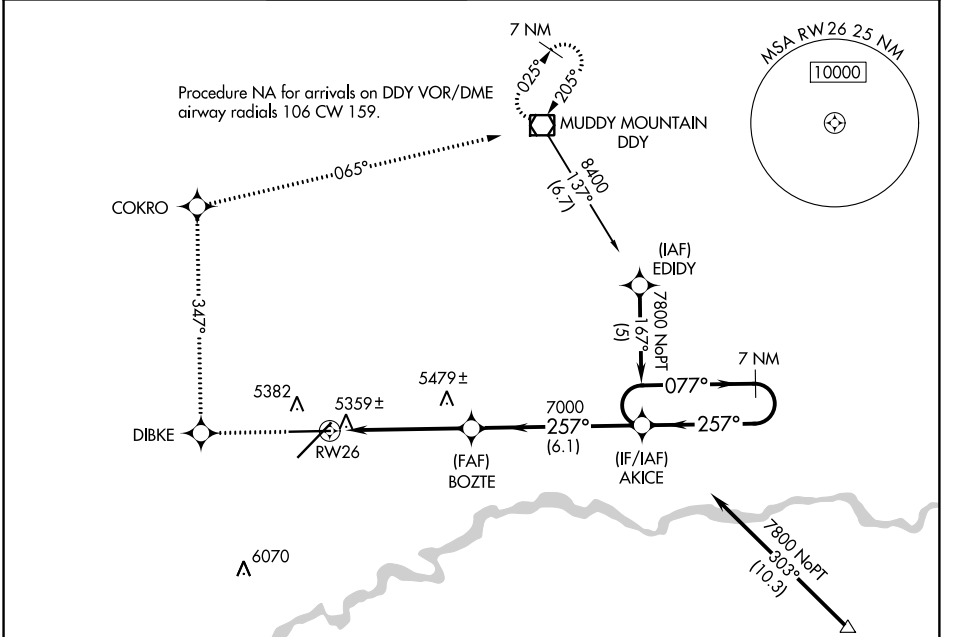 7 NM
MSA RW26 25 NM
10000
Procedure NA for arrivals on DDY VOR/DME
airway radials 106 CW 159.
025°
205°
MUDDY MOUNTAIN
DDY
065°
8400
137°
(6.7)
COKRO
(IAF)
EDIDY
7800 NoPT
167°
(5)
347°
7 NM
077°
5382
5479±
5359±
7000
257°
(6.1)
257°
DIBKE
RW26
(FAF)
BOZTE
(IF/IAF)
AKICE
6070
7800 NoPT
303°
(10.3)